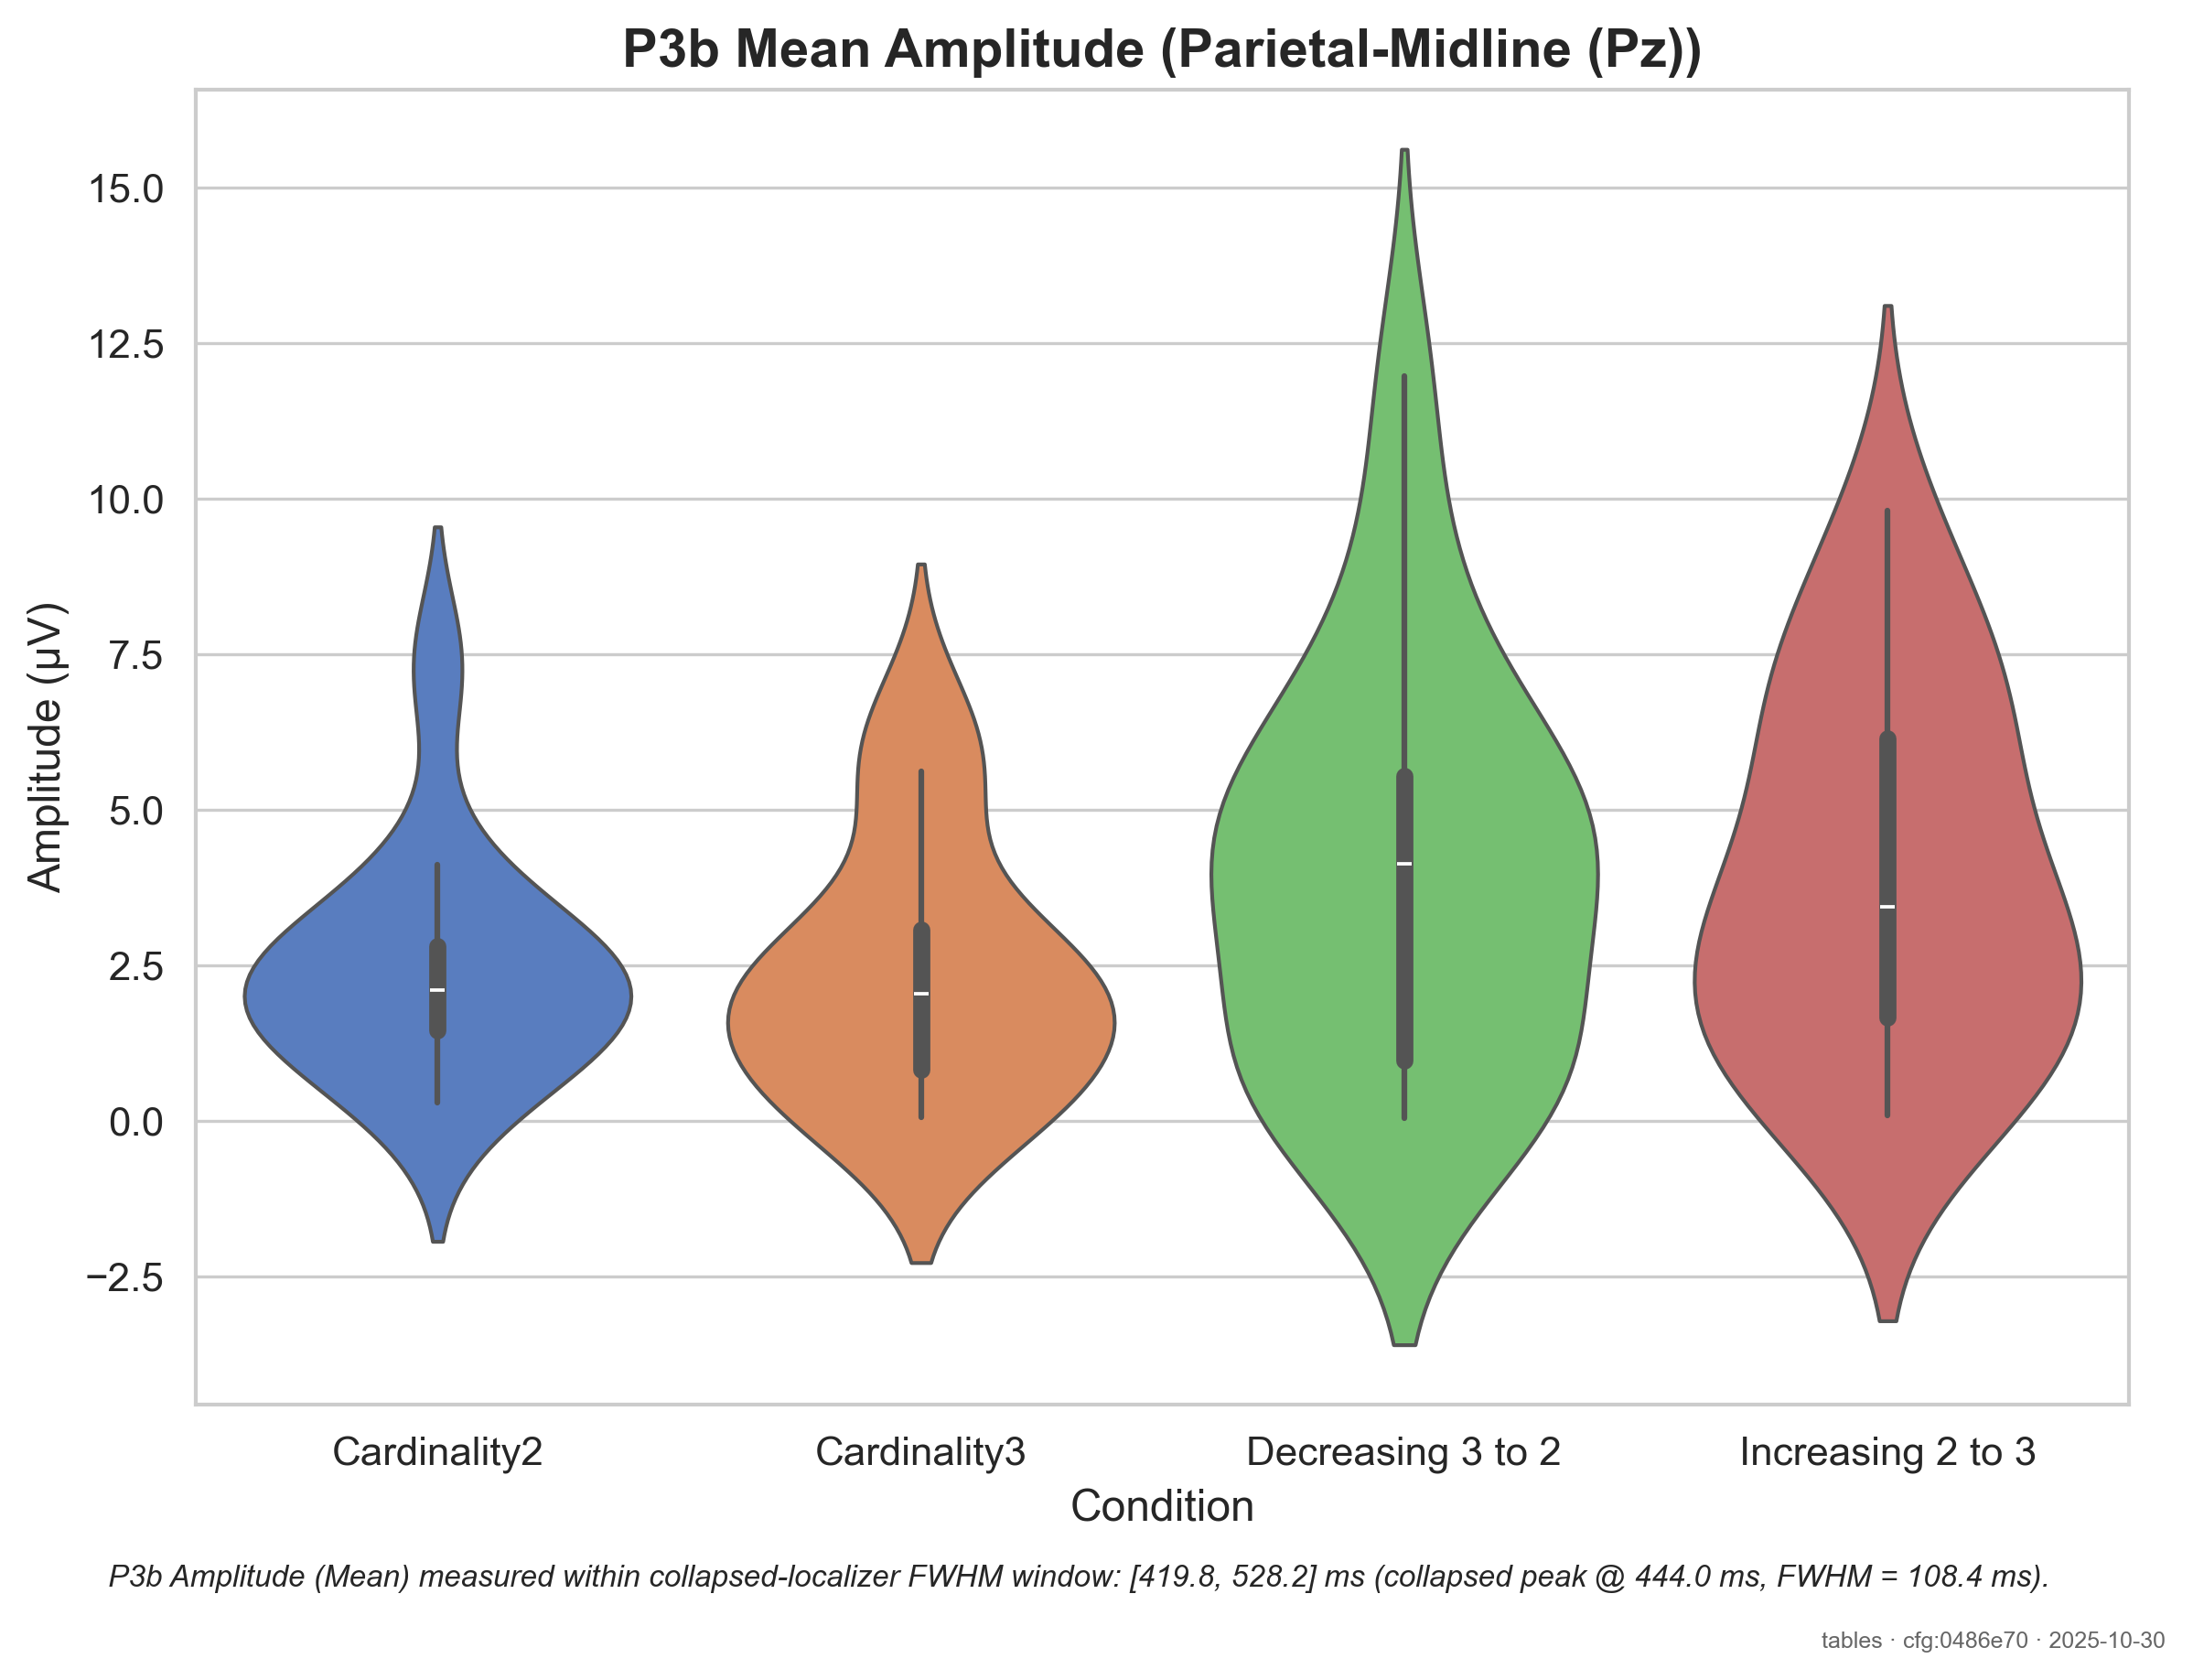 P3b Mean Amplitude (Parietal-Midline (Pz))
Amplitude (µV)
15.0
12.5
10.0
7.5
5.0
2.5
0.0
−2.5
Cardinality2 Cardinality3 Decreasing 3 to 2 Increasing 2 to 3
Condition
P3b Amplitude (Mean) measured within collapsed-localizer FWHM window: [419.8, 528.2] ms (collapsed peak @ 444.0 ms, FWHM = 108.4 ms).
tables · cfg:0486e70 · 2025-10-30